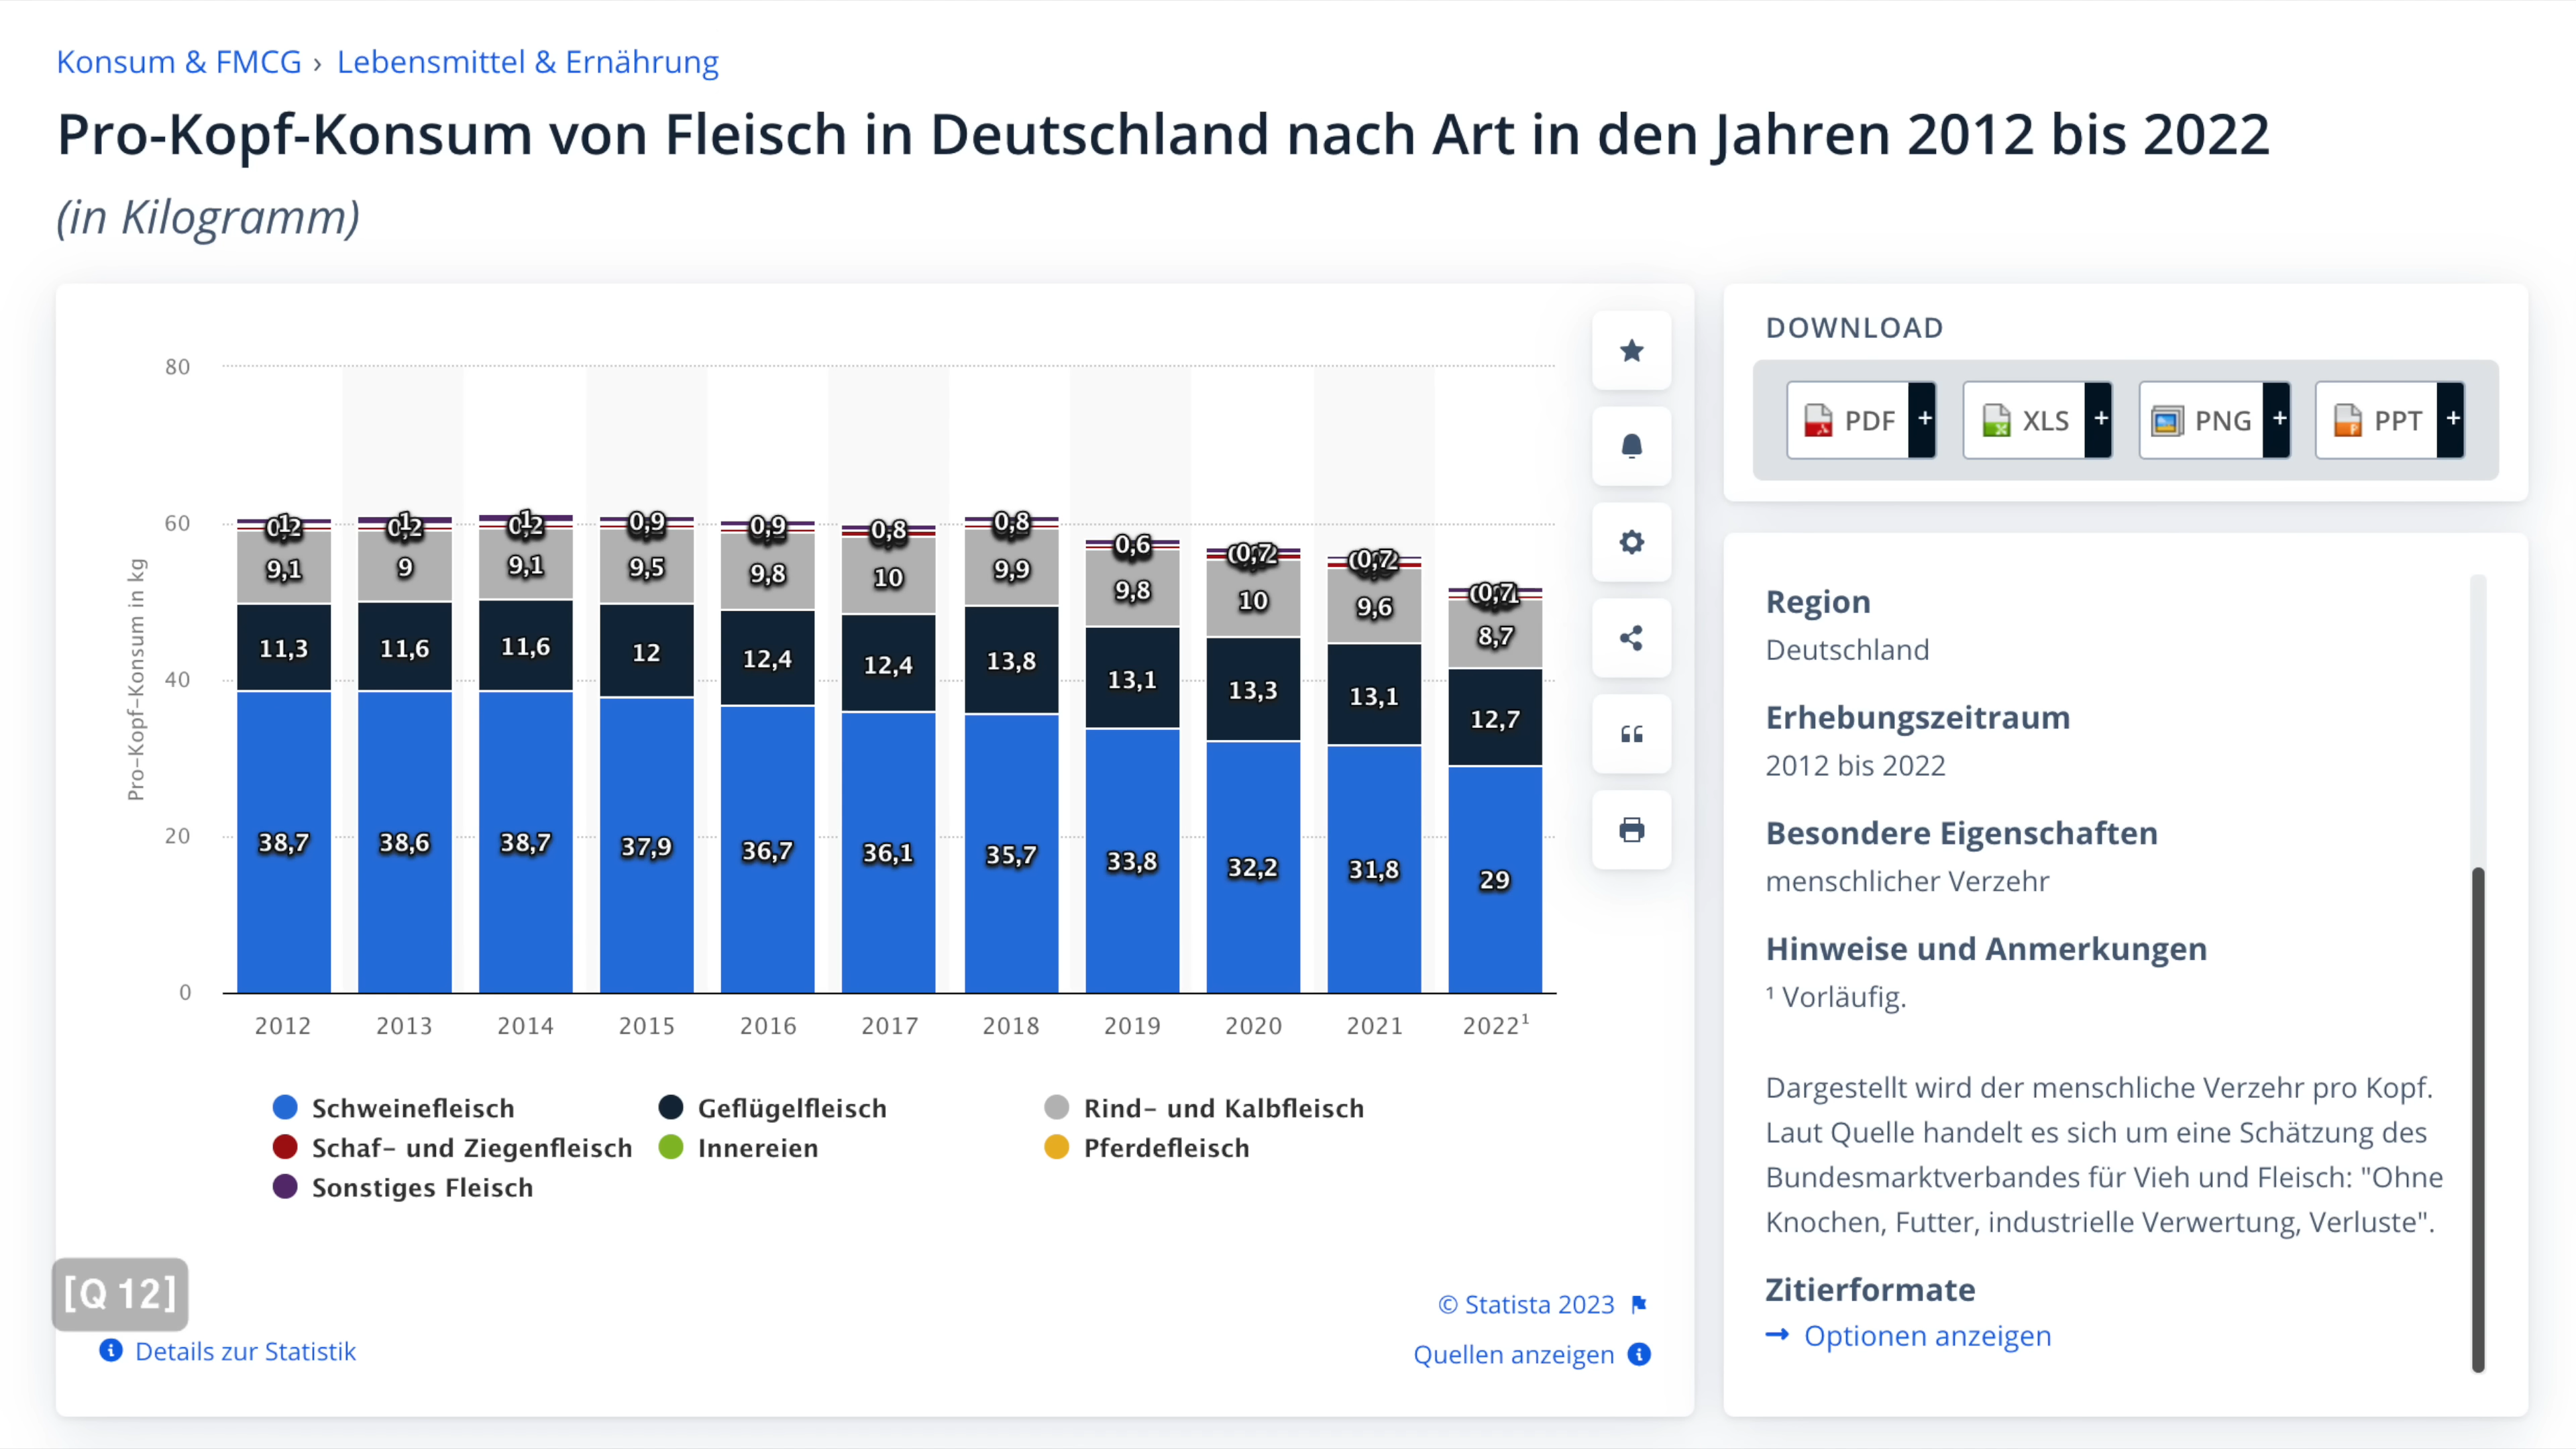 Konsum & FMCG › Lebensmittel & Ernährung
Pro-Kopf-Konsum von Fleisch in Deutschland nach Art in den Jahren 2012 bis 2022
(in Kilogramm)
Pro-Kopf-Konsum in kg
80
60
40
20
0
1 1 1 0,9 0,9 0,8 0,8 0,6 0,7 0,7 0,7
9,1 9 9,1 9,5 9,8 10 9,9 9,8 10 9,6 8,7
11,3 11,6 11,6 12 12,4 12,4 13,8 13,1 13,3 13,1 12,7
38,7 38,6 38,7 37,9 36,7 36,1 35,7 33,8 32,2 31,8 29
2012 2013 2014 2015 2016 2017 2018 2019 2020 2021 2022¹
Schweinefleisch Geflügelfleisch Rind- und Kalbfleisch
Schaf- und Ziegenfleisch Innereien Pferdefleisch
Sonstiges Fleisch
[Q 12]
Details zur Statistik
© Statista 2023
Quellen anzeigen
DOWNLOAD
PDF + XLS + PNG + PPT +
Region
Deutschland
Erhebungszeitraum
2012 bis 2022
Besondere Eigenschaften
menschlicher Verzehr
Hinweise und Anmerkungen
¹ Vorläufig.
Dargestellt wird der menschliche Verzehr pro Kopf.
Laut Quelle handelt es sich um eine Schätzung des
Bundesmarktverbandes für Vieh und Fleisch: "Ohne
Knochen, Futter, industrielle Verwertung, Verluste".
Zitierformate
→ Optionen anzeigen